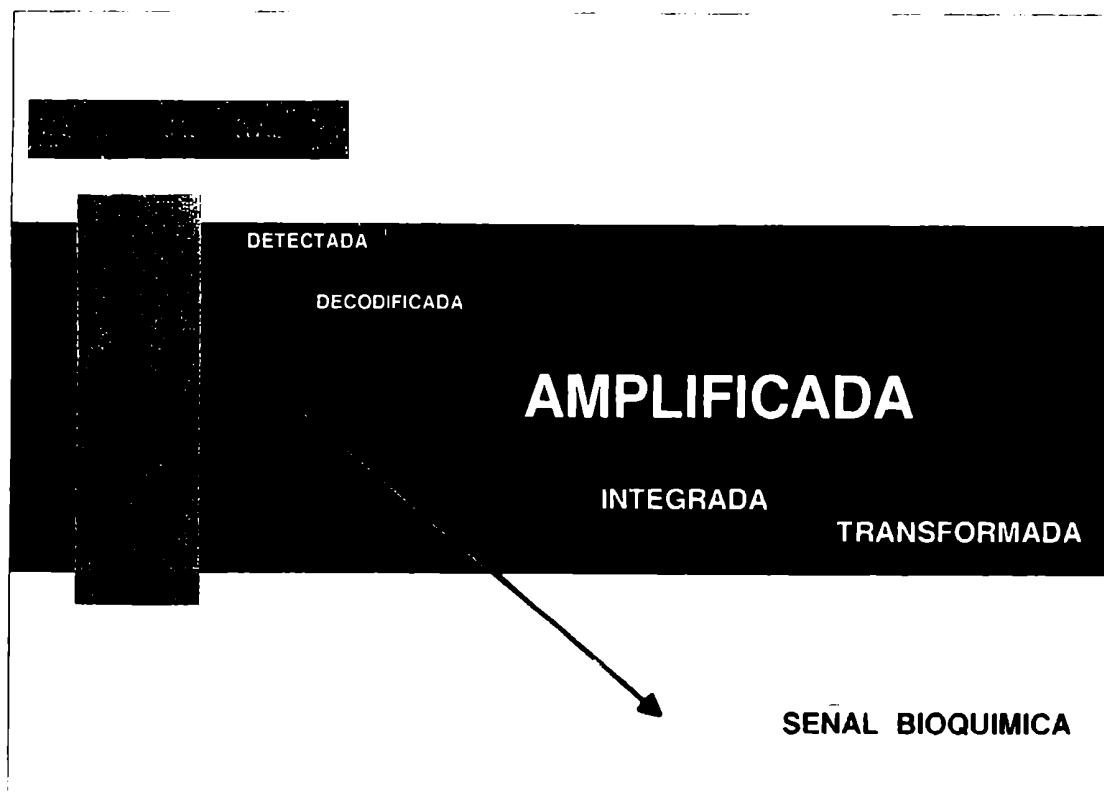 DETECTADA
DECODIFICADA
AMPLIFICADA
INTEGRADA
TRANSFORMADA
SEÑAL BIOQUIMICA